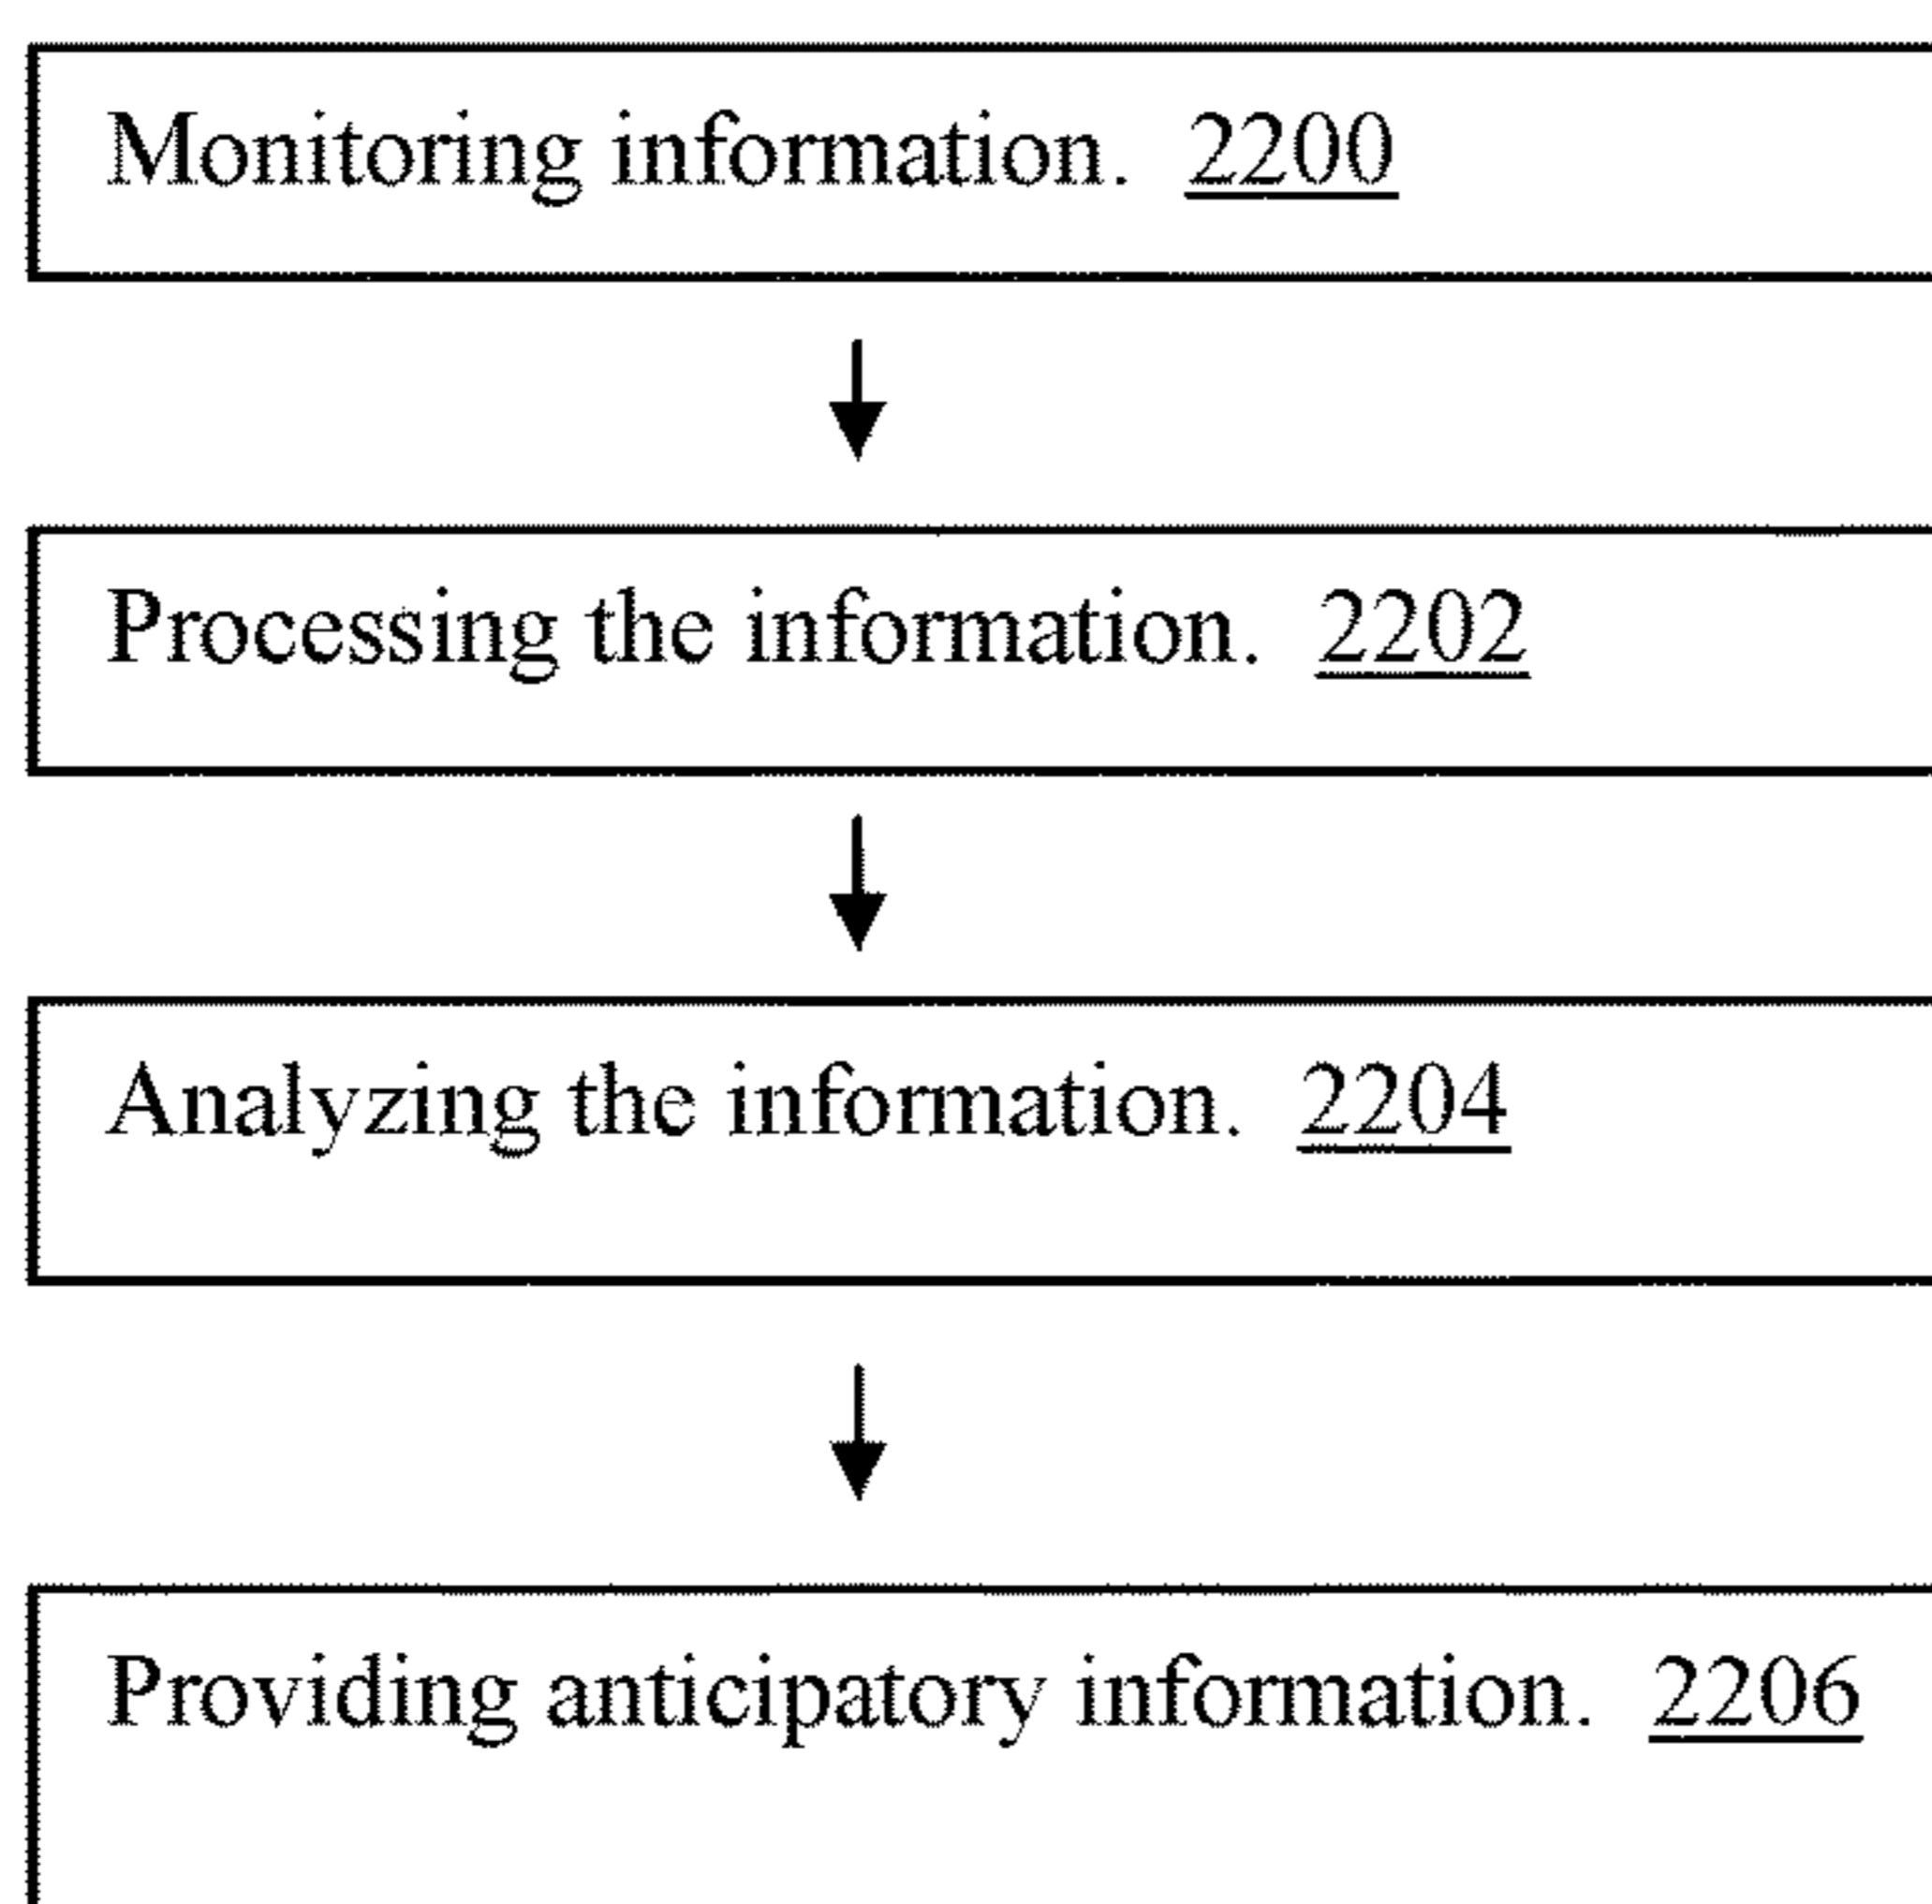 Monitoring information. 2200
Processing the information. 2202
Analyzing the information. 2204
Providing anticipatory information. 2206